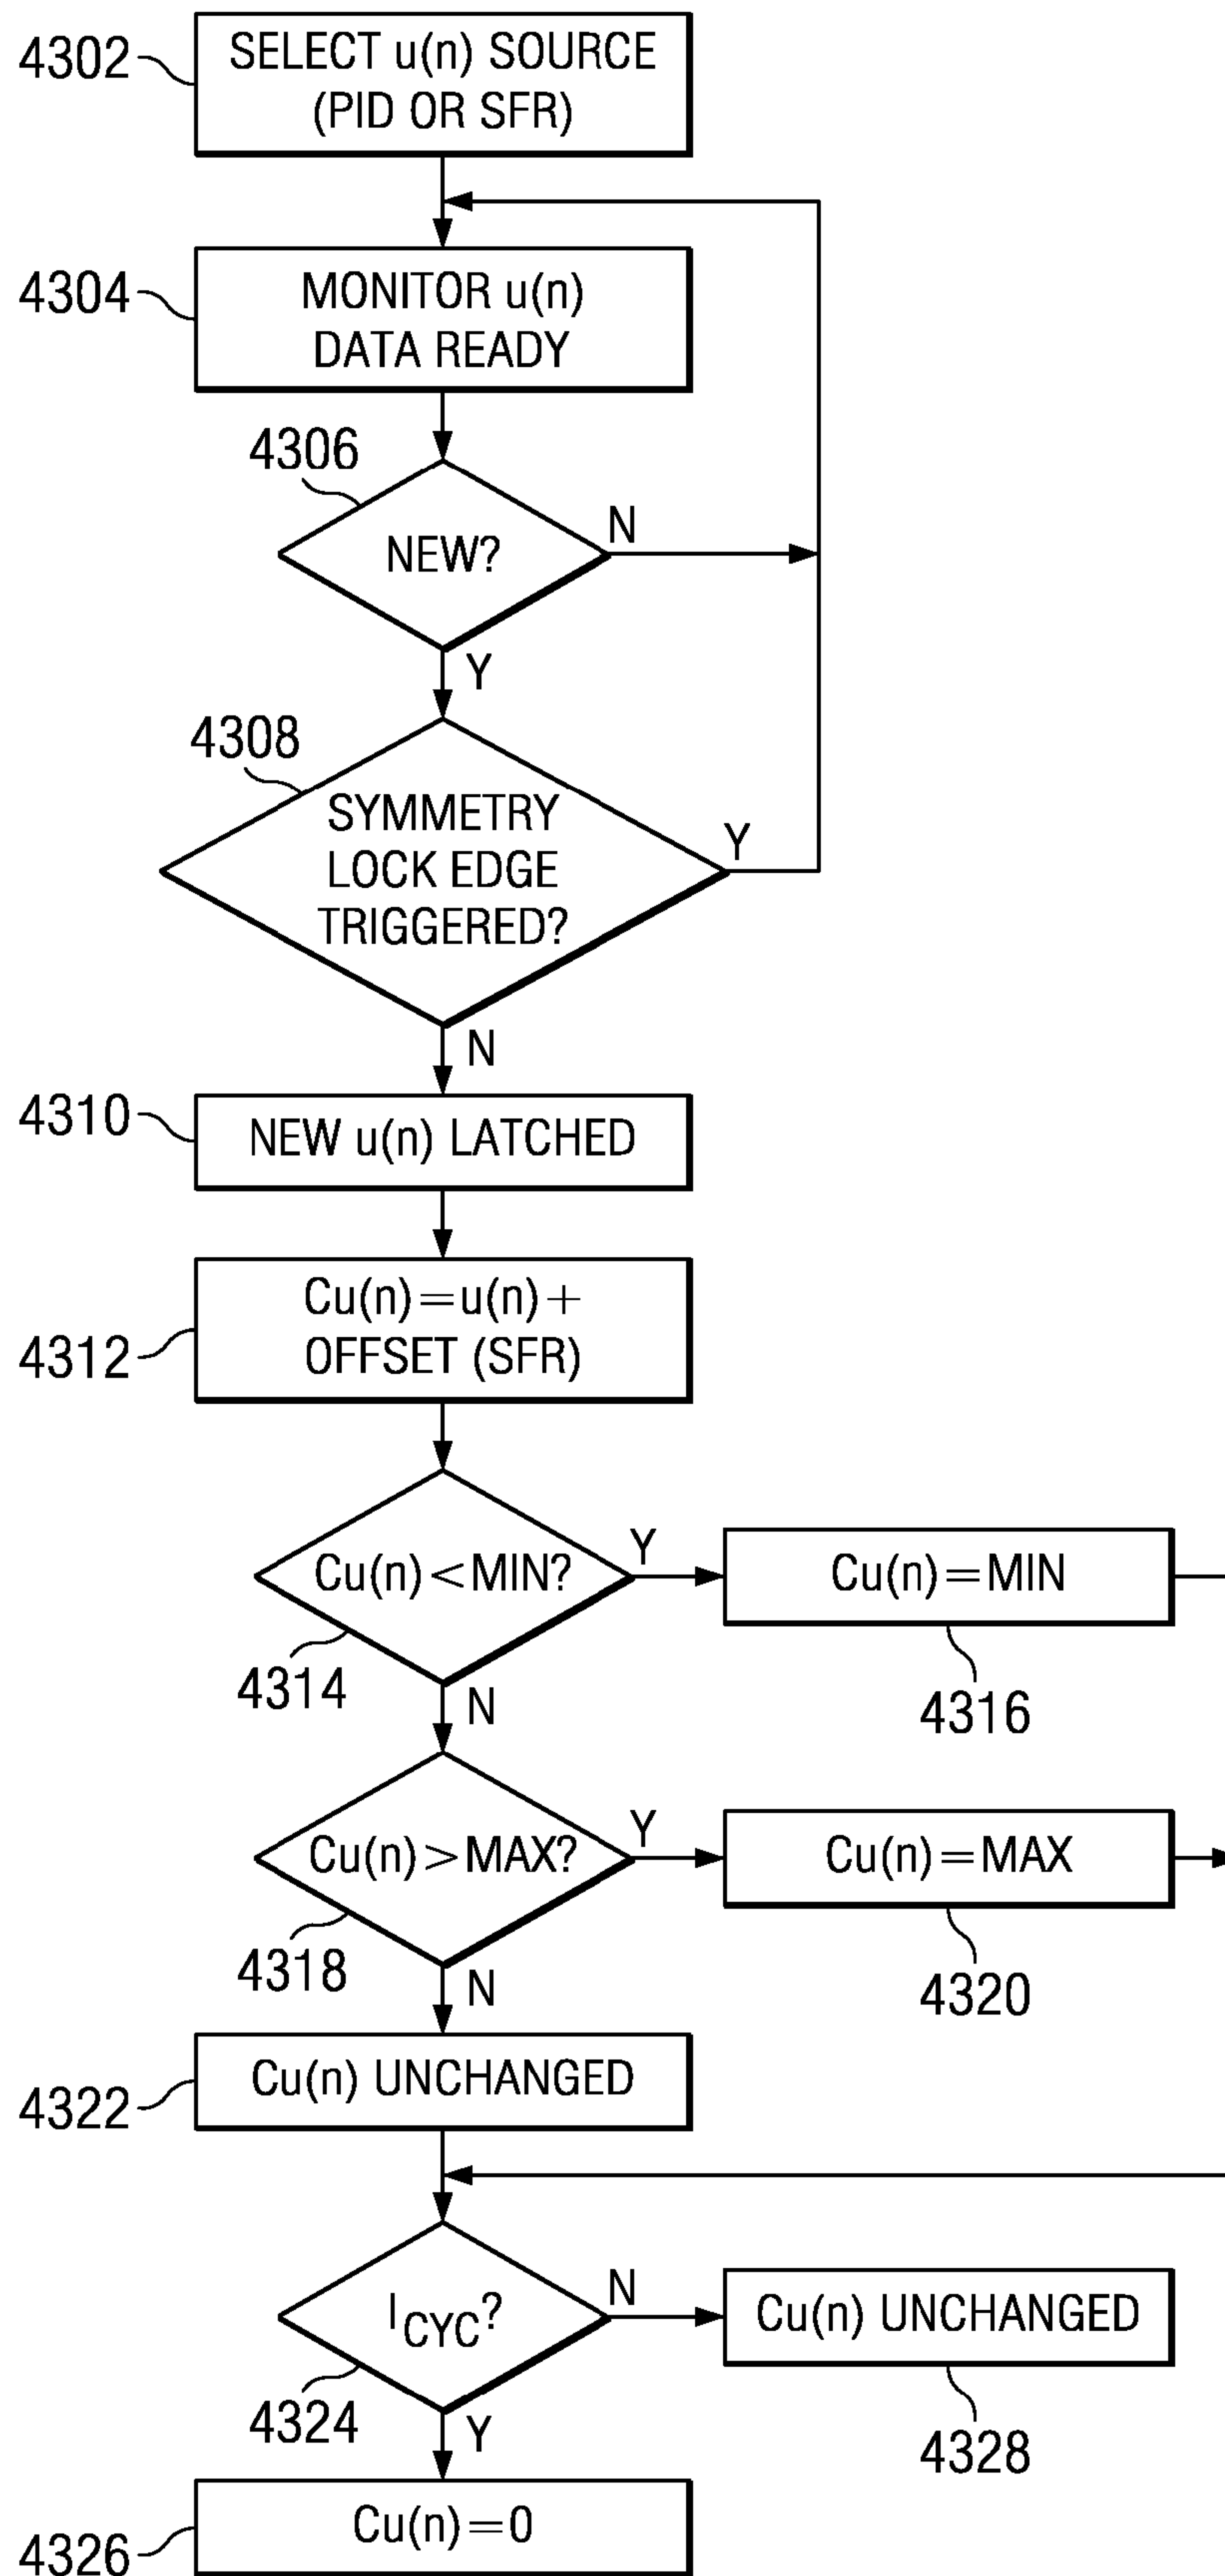 4302
SELECT u(n) SOURCE
(PID OR SFR)
4304
MONITOR u(n)
DATA READY
4306
NEW?
N
Y
4308
SYMMETRY
LOCK EDGE
TRIGGERED?
Y
N
4310
NEW u(n) LATCHED
4312
Cu(n)=u(n)+
OFFSET (SFR)
Cu(n)<MIN?
Y
Cu(n)=MIN
4314
N
4316
Cu(n)>MAX?
Y
Cu(n)=MAX
4318
N
4320
4322
Cu(n) UNCHANGED
ICYC?
N
Cu(n) UNCHANGED
4324
Y
4328
4326
Cu(n)=0